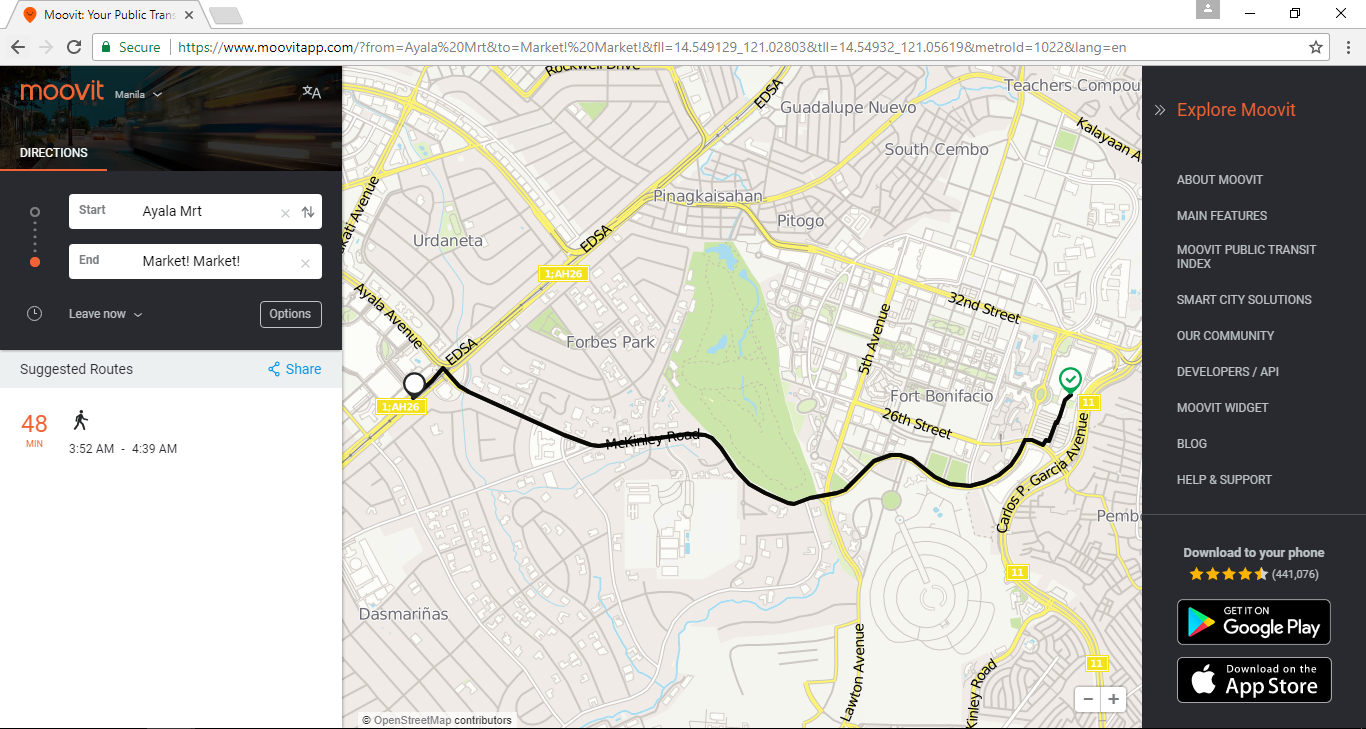 Moovit: Your Public Trans
Secure
https://www.moovitapp.com/?from=Ayala%20Mrt&to=Market!%20Market!&fll=14.549129_121.02803&tll=14.54932_121.05619&metroId=1022&lang=en
moovit
Manila
DIRECTIONS
Start Ayala Mrt
End Market! Market!
Leave now
Options
Suggested Routes
Share
48
MIN
3:52 AM - 4:39 AM
Rockwell Drive
EDSA
Guadalupe Nuevo
Teachers Compou
Kalayaan A
South Cembo
Pinagkaisahan
Pitogo
kati Avenue
Urdaneta
EDSA
1;AH26
Ayala Avenue
EDSA
Forbes Park
32nd Street
5th Avenue
Fort Bonifacio
1;AH26
11
26th Street
McKinley Road
Carlos P. Garcia Avenue
Pembo
11
Dasmariñas
Lawton Avenue
Kinley Road
11
© OpenStreetMap contributors
Explore Moovit
ABOUT MOOVIT
MAIN FEATURES
MOOVIT PUBLIC TRANSIT
INDEX
SMART CITY SOLUTIONS
OUR COMMUNITY
DEVELOPERS / API
MOOVIT WIDGET
BLOG
HELP & SUPPORT
Download to your phone
(441,076)
GET IT ON
Google Play
Download on the
App Store